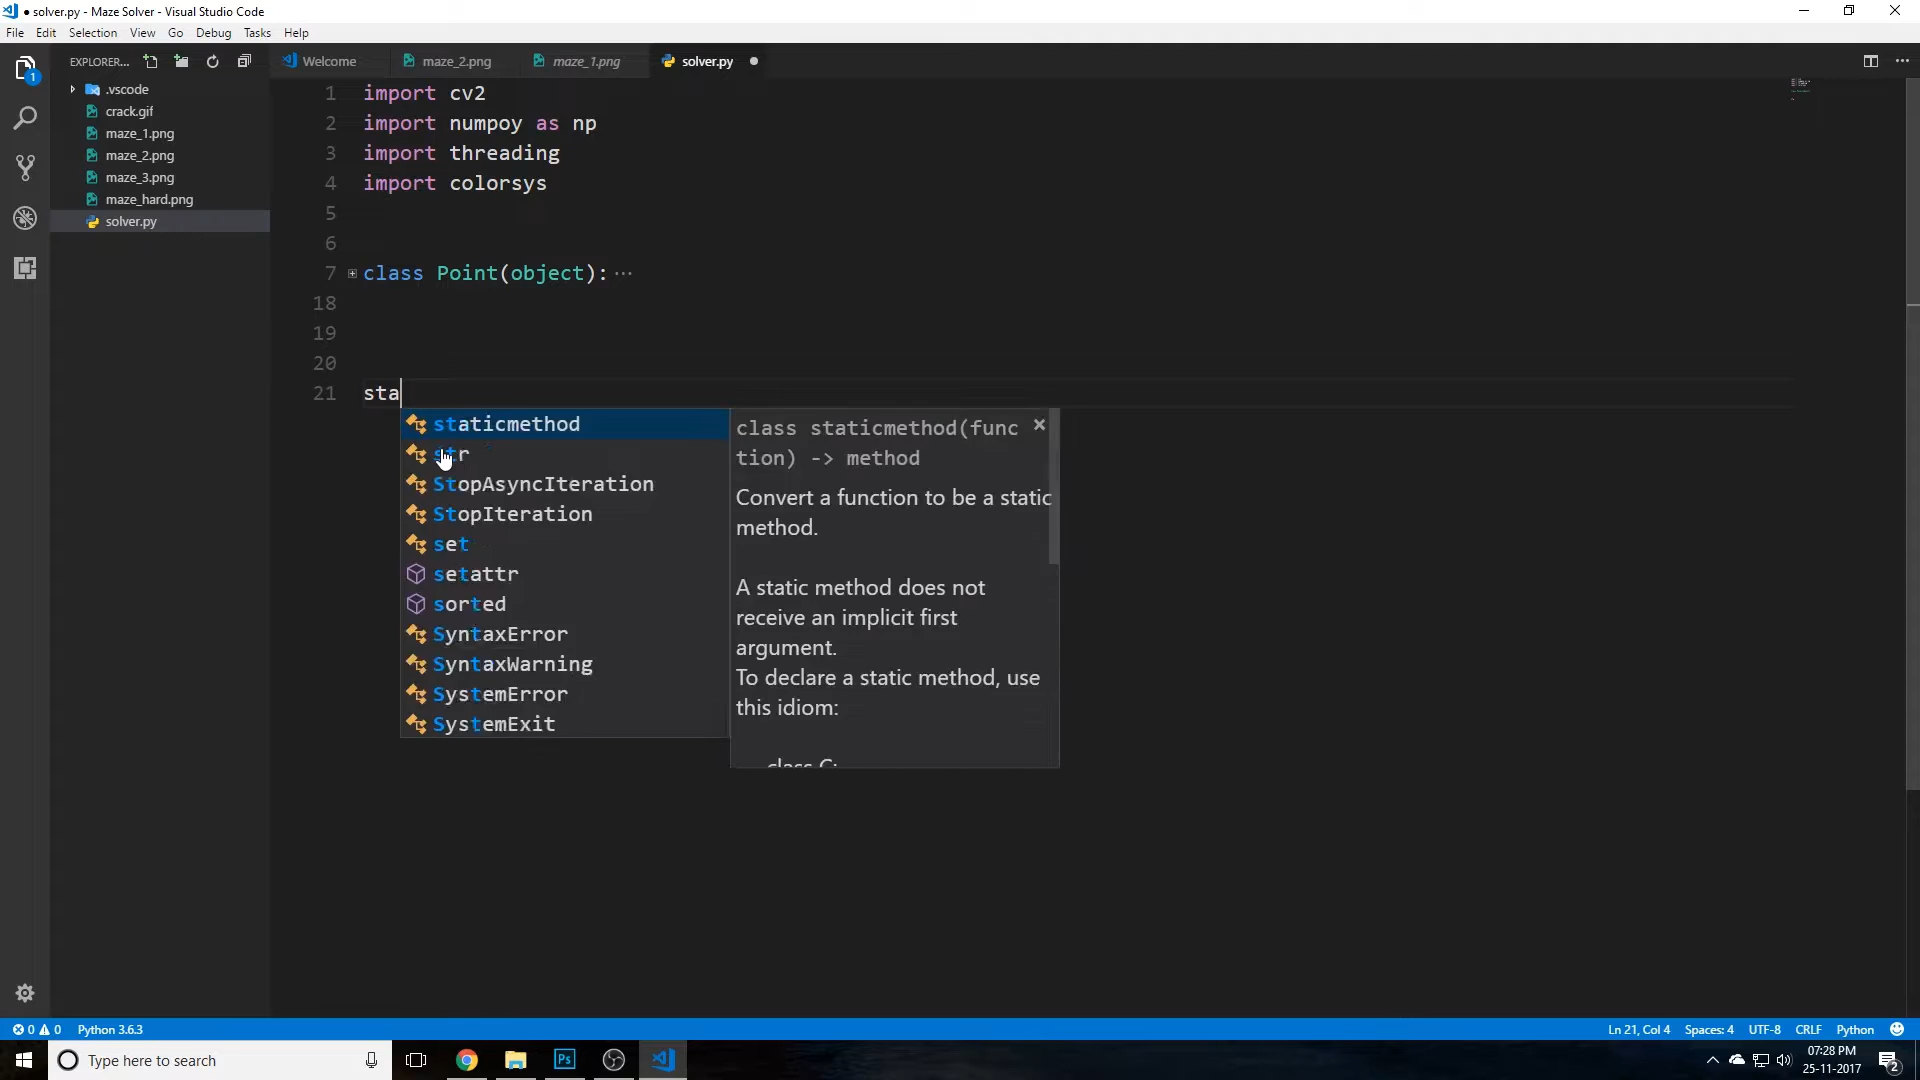 ● solver.py - Maze Solver - Visual Studio Code
File Edit Selection View Go Debug Tasks Help
EXPLORER...
Welcome
maze_2.png
maze_1.png
solver.py
1
.vscode
crack.gif
maze_1.png
maze_2.png
maze_3.png
maze_hard.png
solver.py
1 import cv2
2 import numpoy as np
3 import threading
4 import colorsys
5
6
7 class Point(object): ···
18
19
20
21 sta
staticmethod
str
StopAsyncIteration
StopIteration
set
setattr
sorted
SyntaxError
SyntaxWarning
SystemError
SystemExit
class staticmethod(func
tion) -> method
Convert a function to be a static
method.
A static method does not
receive an implicit first
argument.
To declare a static method, use
this idiom:
class C:
0 0 Python 3.6.3
Ln 21, Col 4 Spaces: 4 UTF-8 CRLF Python
Type here to search
Ps
07:28 PM
25-11-2017
2